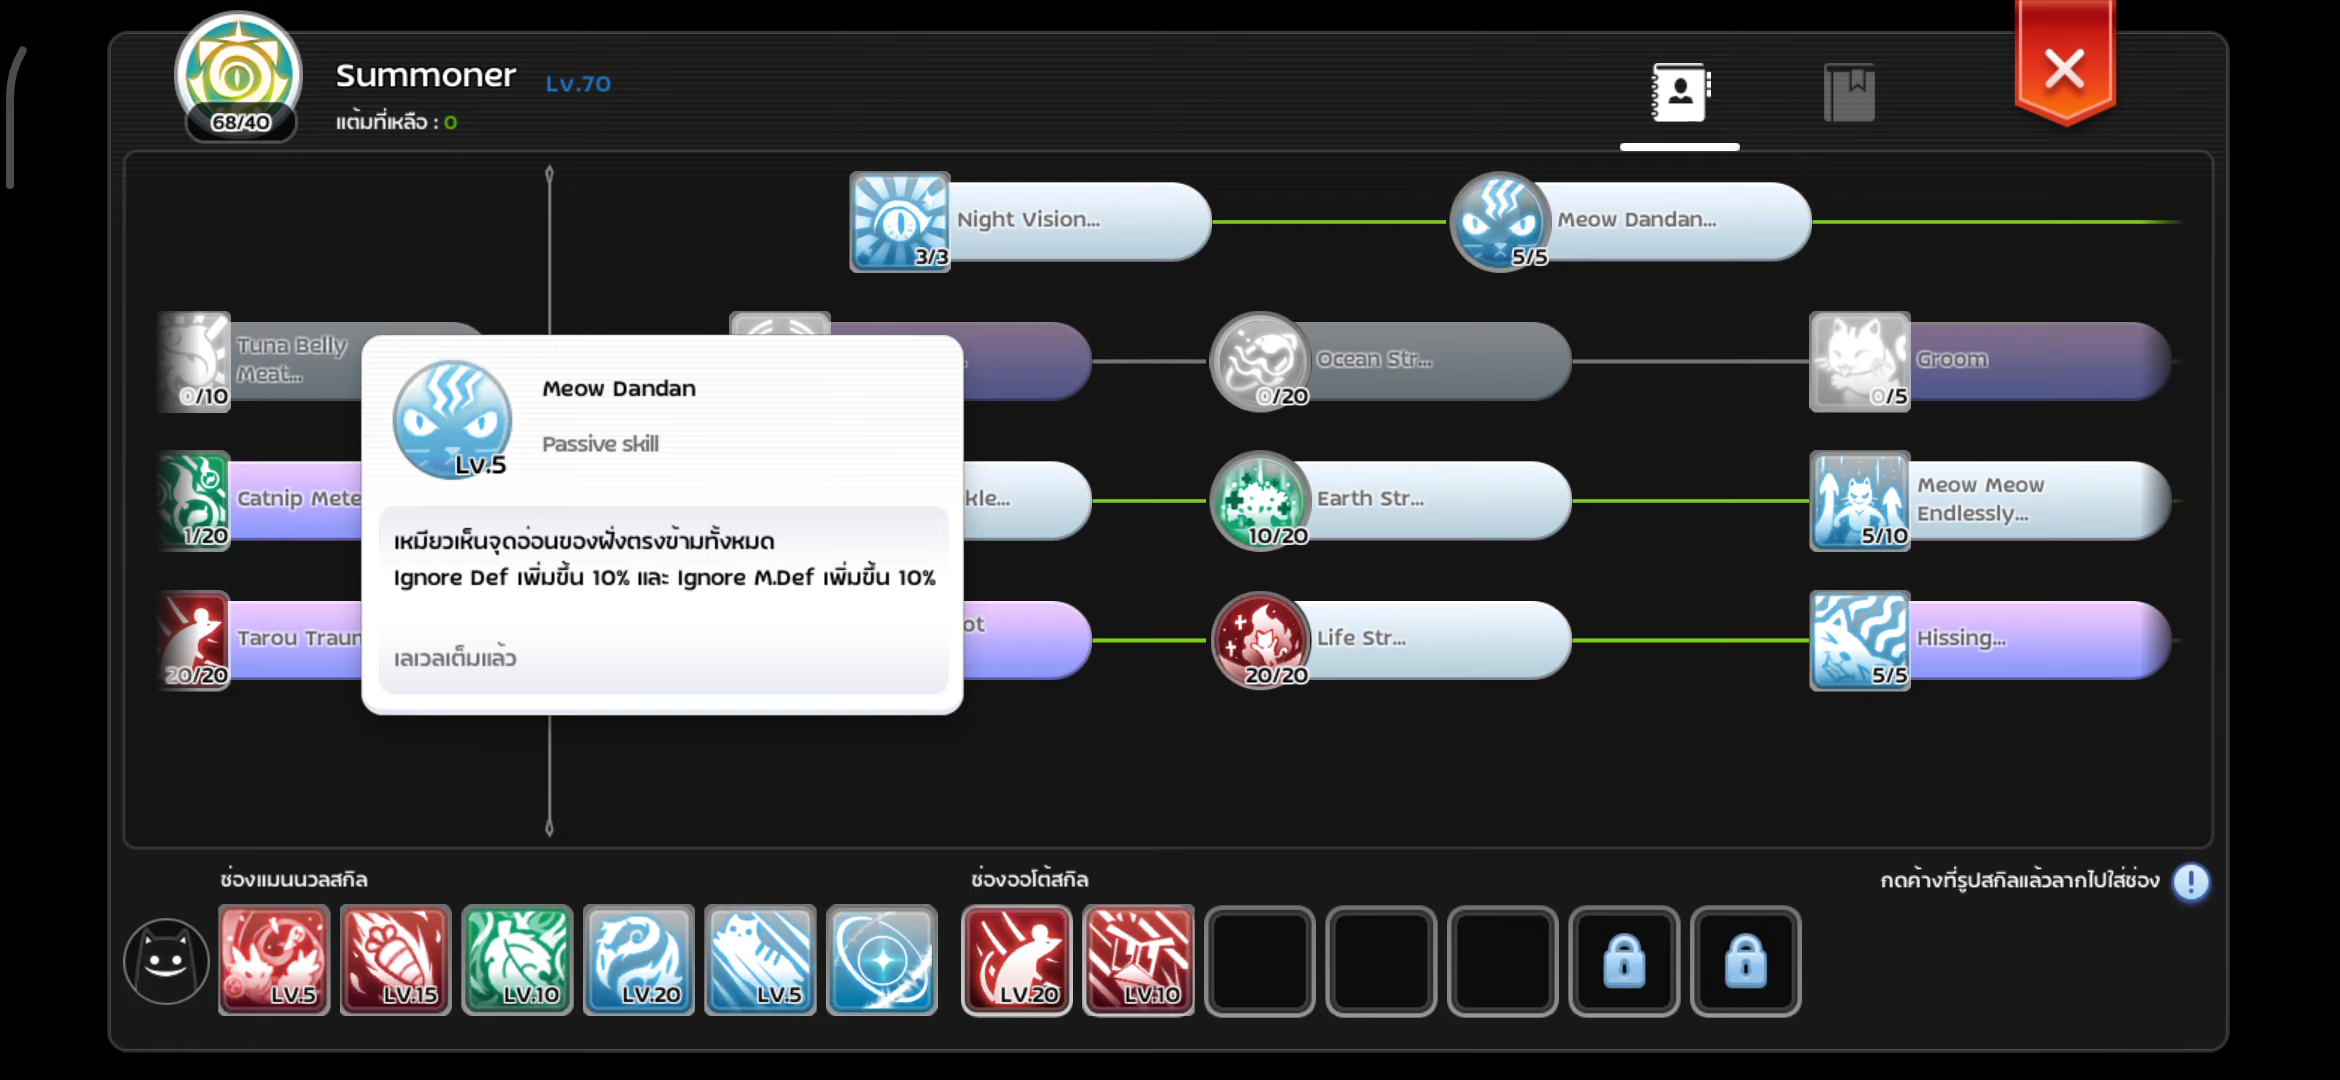 Summoner Lv.70
แต้มที่เหลือ : 0
68/40
Night Vision...
3/3
Meow Dandan...
5/5
Tuna Belly
Meat...
0/10
Ocean Str...
0/20
Groom
0/5
Meow Dandan
Passive skill
Lv.5
เหมียวเห็นจุดอ่อนของฝั่งตรงข้ามทั้งหมด
Ignore Def เพิ่มขึ้น 10% และ Ignore M.Def เพิ่มขึ้น 10%
เลเวลเต็มแล้ว
Catnip Mete
1/20
kle...
Earth Str...
10/20
Meow Meow
Endlessly...
5/10
Tarou Traum
20/20
ot
Life Str...
20/20
Hissing...
5/5
ช่องแมนนวลสกิล
ช่องออโต้สกิล
กดค้างที่รูปสกิลแล้วลากไปใส่ช่อง
LV.5
LV.15
LV.10
LV.20
LV.5
LV.20
LV.10